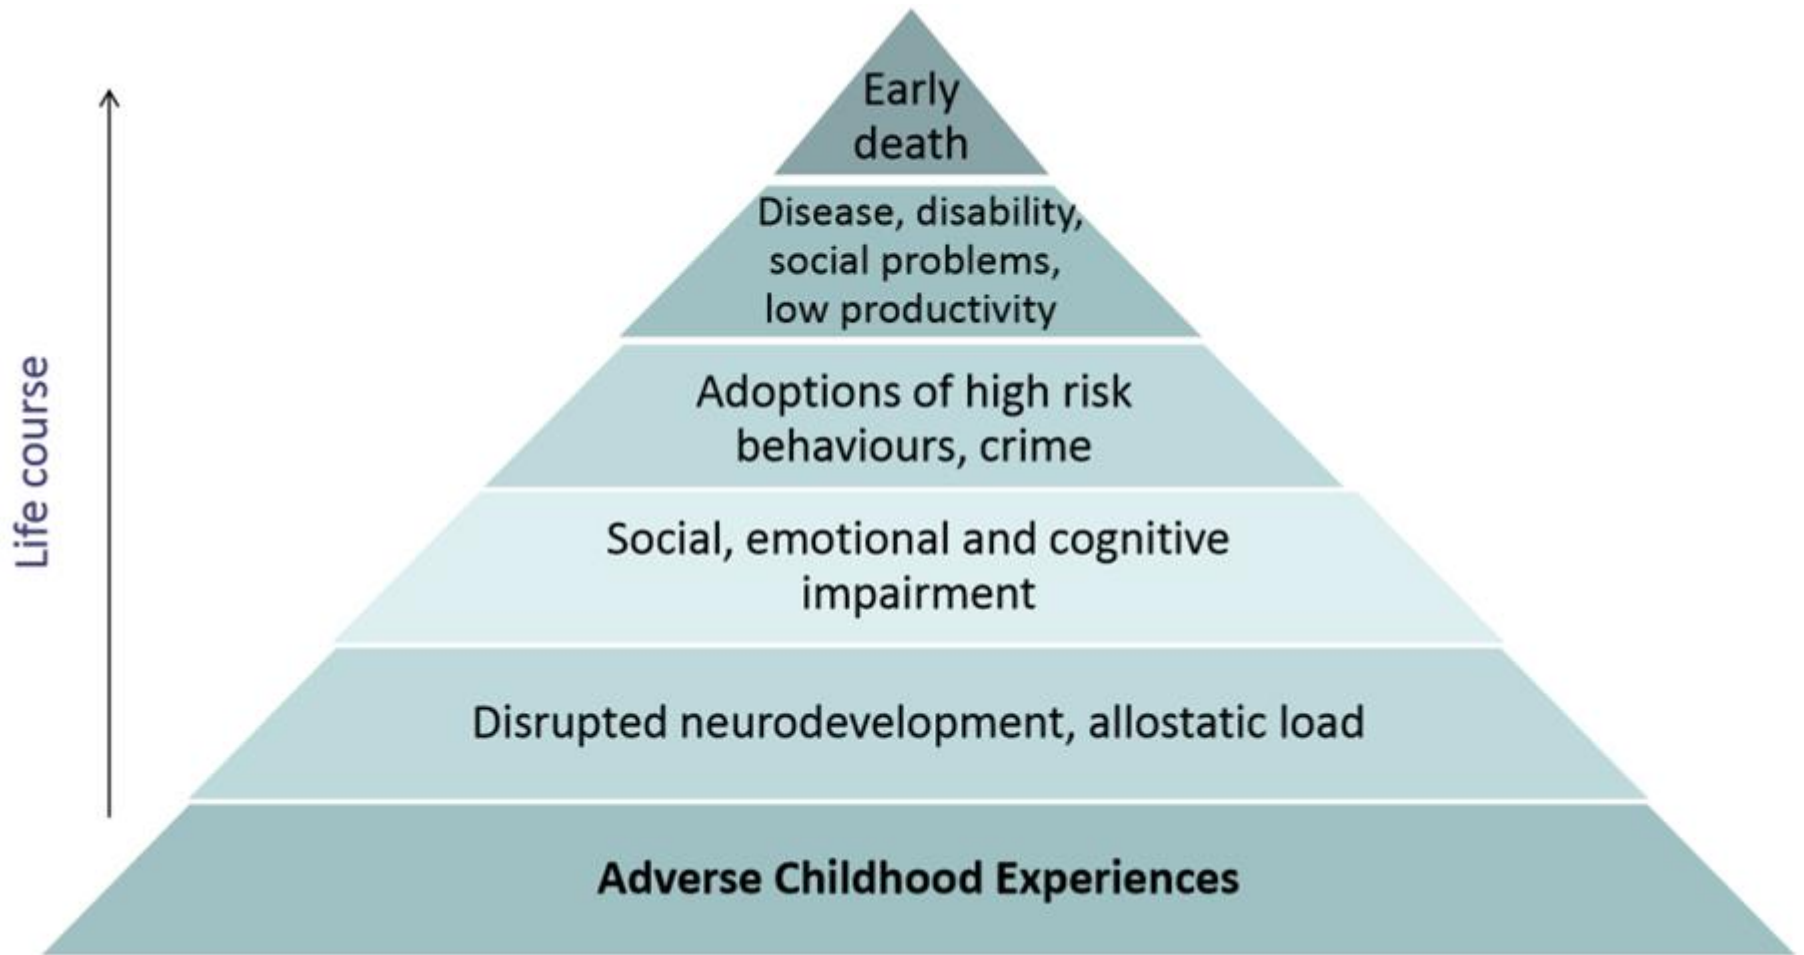 Early
death
Disease, disability,
social problems,
low productivity
Adoptions of high risk
behaviours, crime
Social, emotional and cognitive
impairment
Disrupted neurodevelopment, allostatic load
Adverse Childhood Experiences
Life course